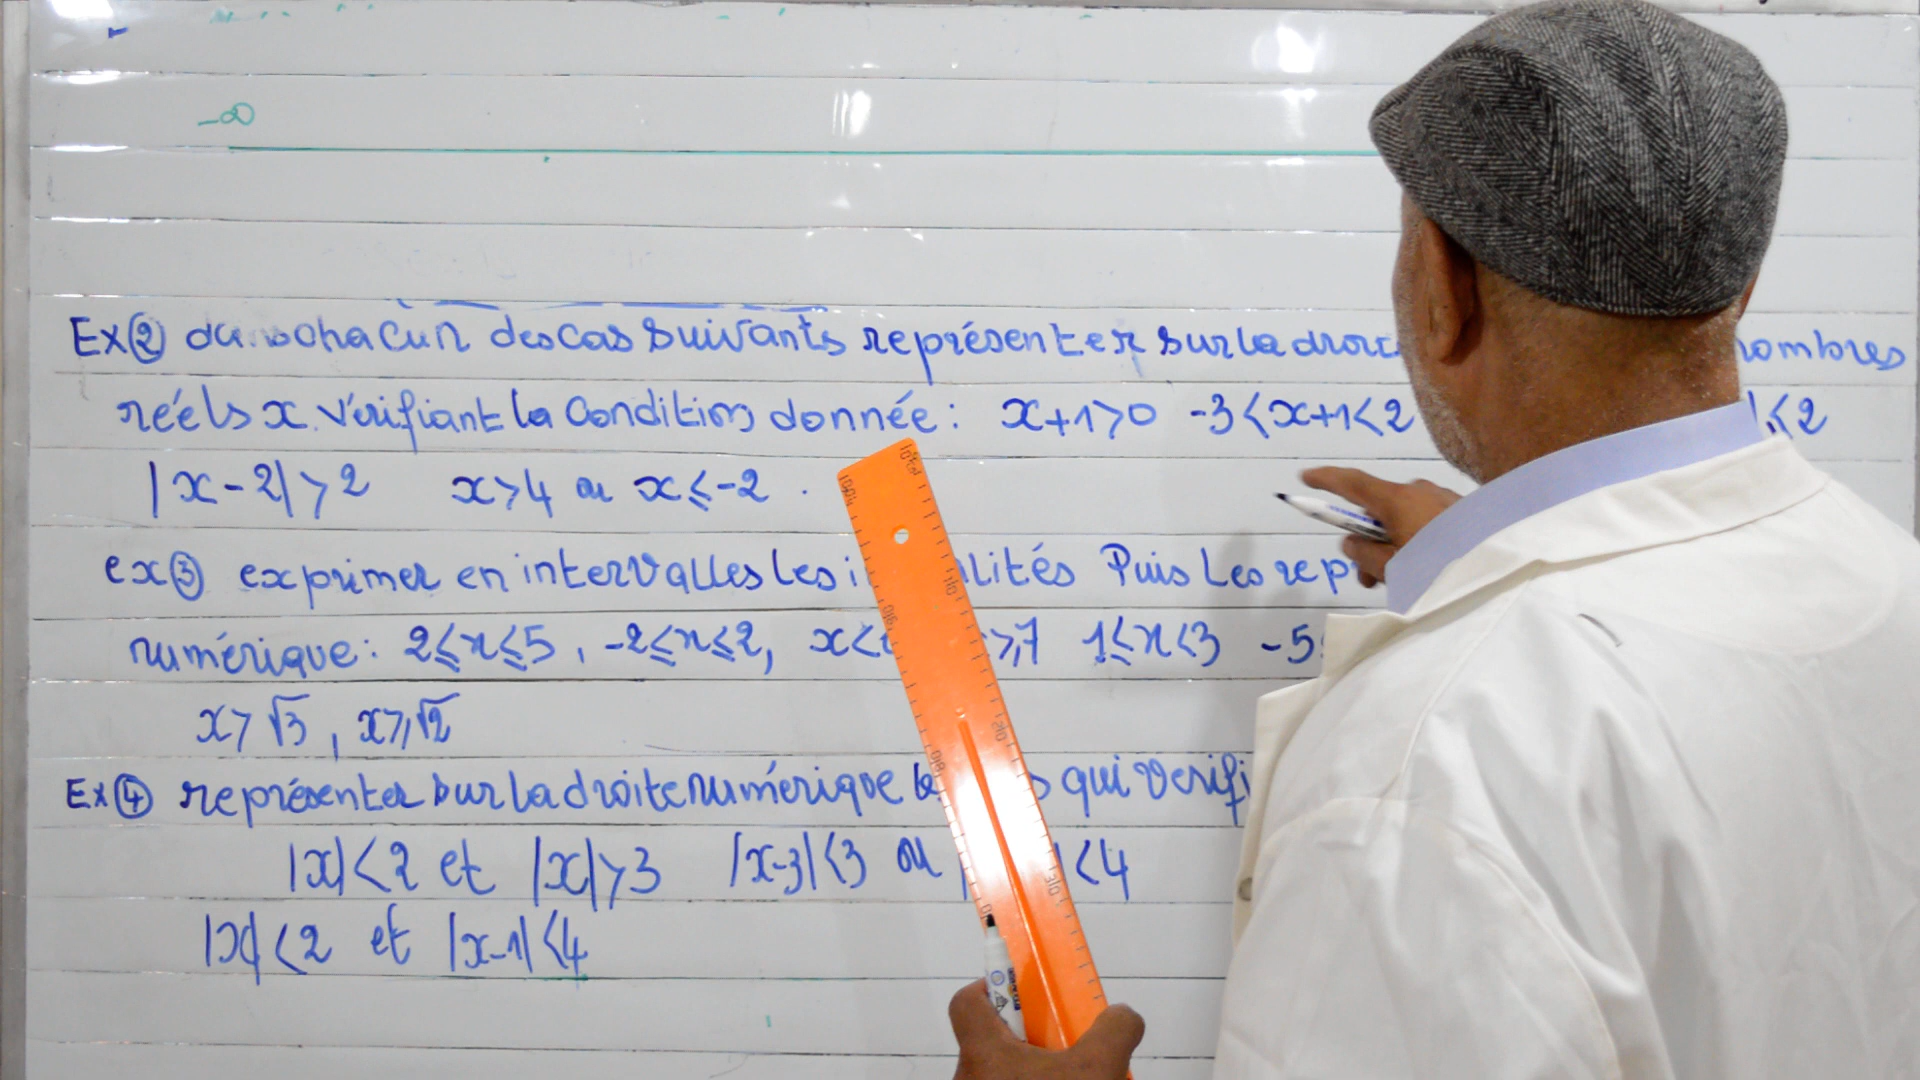 -∞
Ex② dans chacun des cas suivants représenter sur la droi nombres
réels x vérifiant la condition donnée : x+1>0 -3<x+1<2 |≤2
|x-2|>2 x>4 ou x≤-2 .
ex③ exprimer en intervalles les i lités Puis Les rep
numérique : 2≤x≤5 , -2≤x≤2, x< ≥7 1≤x<3 -5
x>√3 , x≥√2
Ex④ représenter sur la droite numérique qui verifi
|x|<2 et |x|>3 |x-3|<3 ou |<4
|x|<2 et |x-1|<4